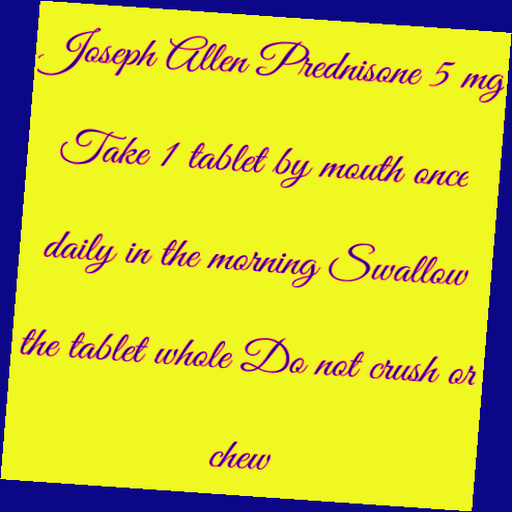 Joseph Allen Prednisone 5 mg
Take 1 tablet by mouth once
daily in the morning Swallow
the tablet whole Do not crush or
chew